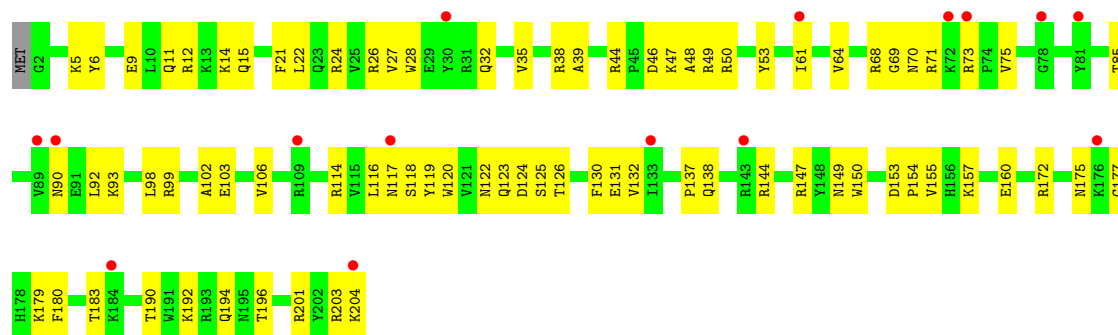 MET G2 K5 Y6 E9 L10 Q11 R12 K13 K14 Q15 F21 L22 Q23 R24 V25 R26 V27 W28 E29 Y30 R31 Q32 V35 R38 A39 R44 P45 D46 K47 A48 R49 R50 Y53 I61 V64 R68 G69 N70 R71 K72 R73 P74 V75 G78 Y81 T85
V89 N90 E91 L92 K93 L98 R99 A102 E103 V106 R109 R114 V115 L116 N117 S118 Y119 W120 V121 N122 Q123 D124 S125 T126 F130 E131 V132 I133 P137 Q138 R143 R144 R147 Y148 N149 W150 D153 P154 V155 H156 K157 E160 R172 N175 K176 G177
H178 K179 F180 T183 K184 T190 W191 K192 R193 Q194 N195 T196 R201 Y202 R203 K204